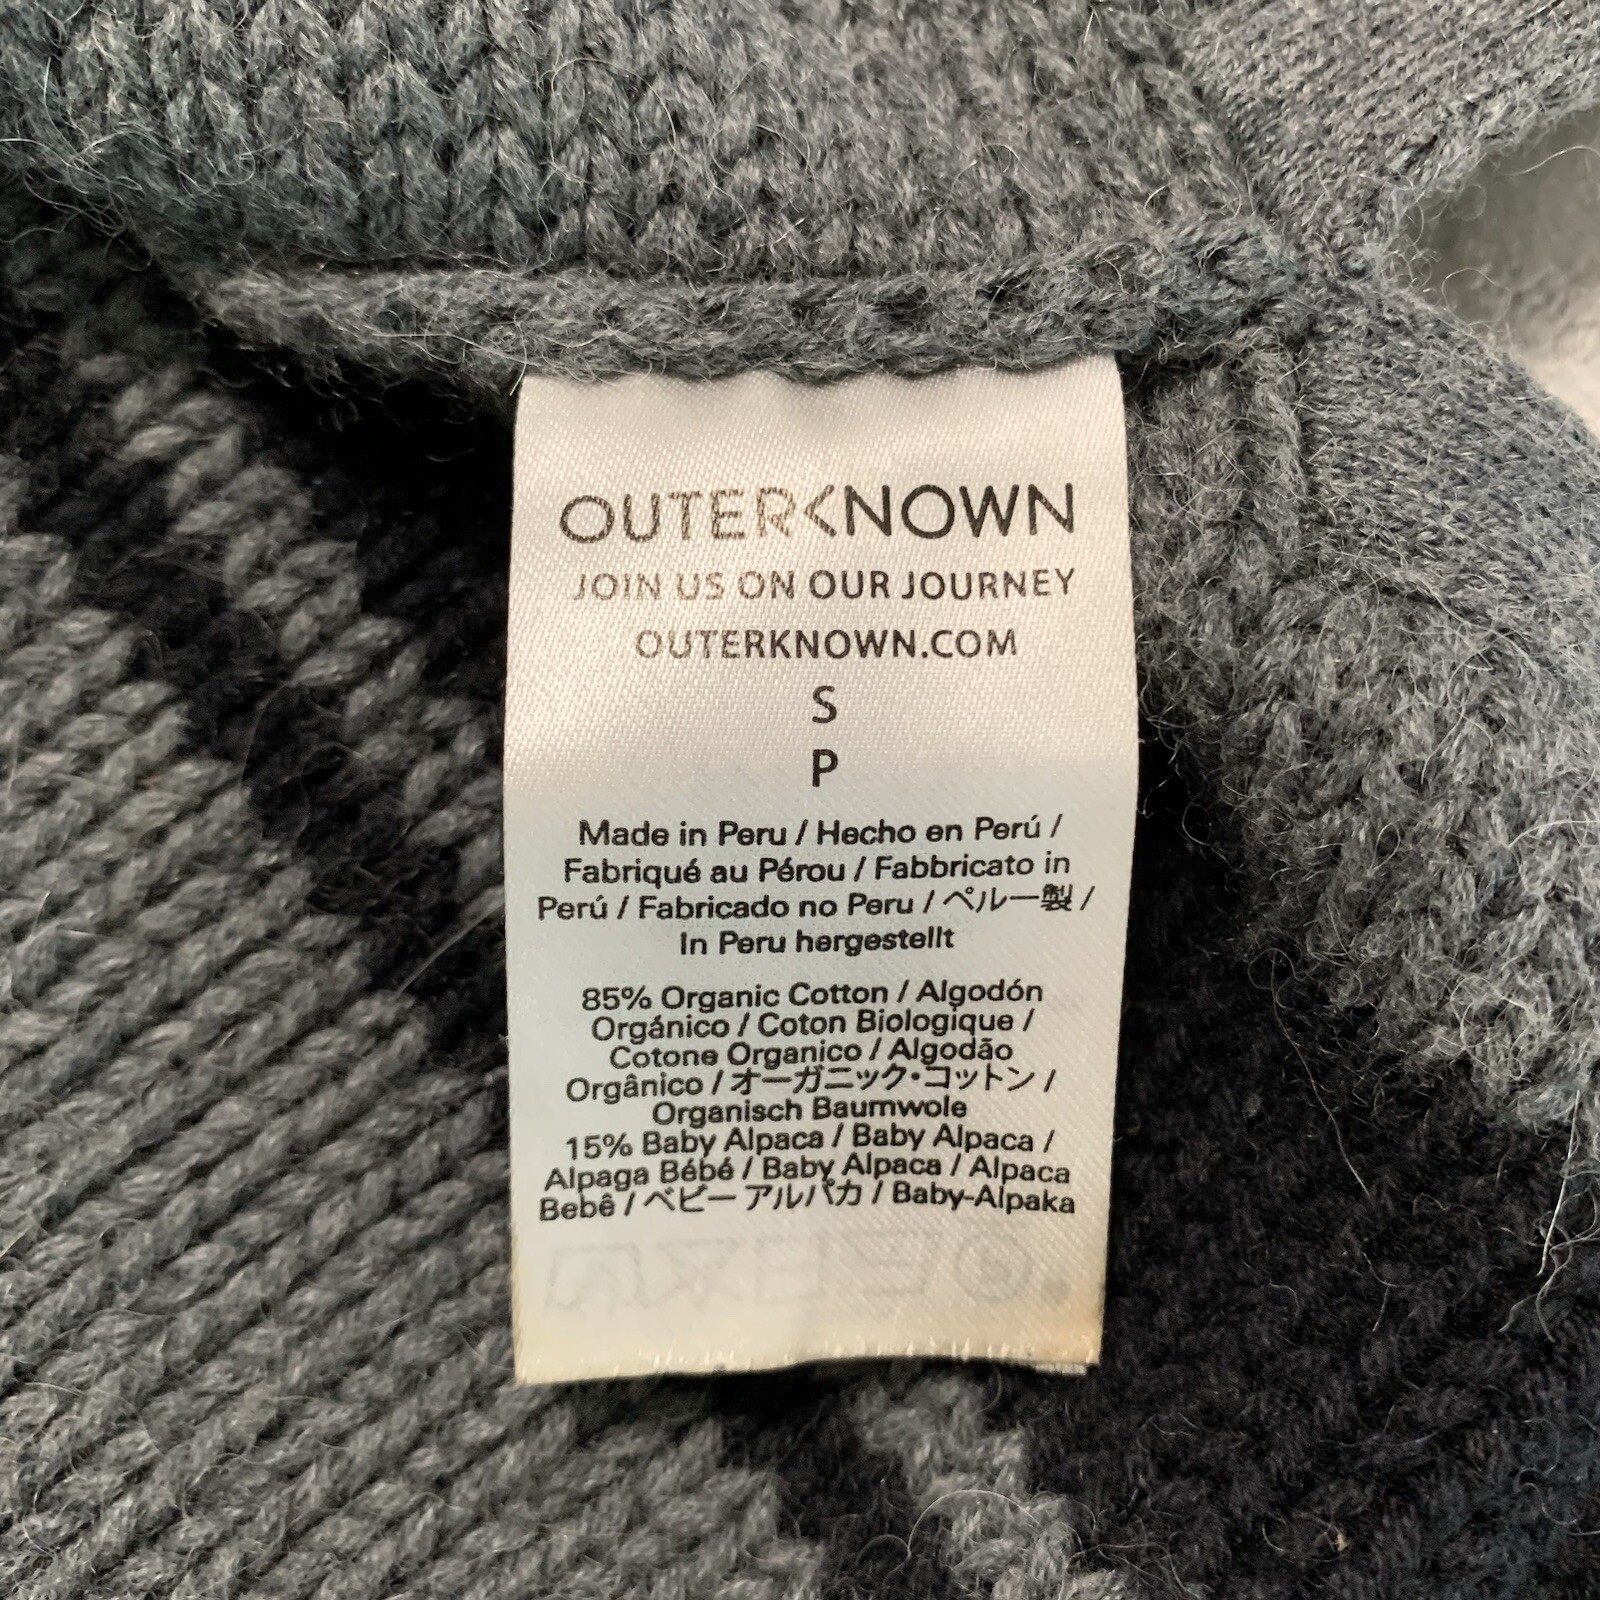 OUTERKNOWN
JOIN US ON OUR JOURNEY
OUTERKNOWN.COM
S
P
Made in Peru / Hecho en Perú /
Fabriqué au Pérou / Fabbricato in
Perú / Fabricado no Peru / ペルー製 /
In Peru hergestellt
85% Organic Cotton / Algodón
Orgánico / Coton Biologique /
Cotone Organico / Algodão
Orgânico / オーガニック・コットン /
Organisch Baumwole
15% Baby Alpaca / Baby Alpaca /
Alpaga Bébé / Baby Alpaca / Alpaca
Bebê / ベビー アルパカ / Baby-Alpaka